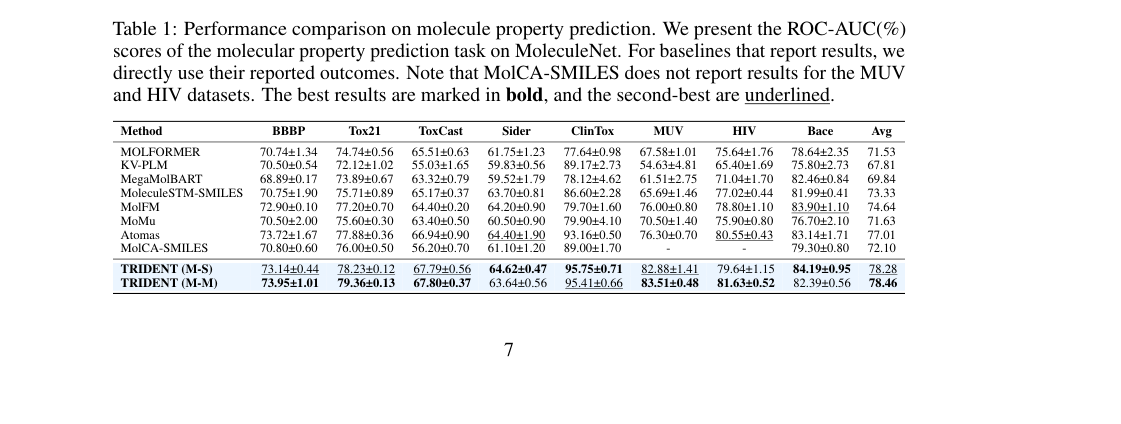 Table 1: Performance comparison on molecule property prediction. We present the ROC-AUC(%)
scores of the molecular property prediction task on MoleculeNet. For baselines that report results, we
directly use their reported outcomes. Note that MolCA-SMILES does not report results for the MUV
and HIV datasets. The best results are marked in bold, and the second-best are underlined.
Method BBBP Tox21 ToxCast Sider ClinTox MUV HIV Bace Avg
MOLFORMER 70.74±1.34 74.74±0.56 65.51±0.63 61.75±1.23 77.64±0.98 67.58±1.01 75.64±1.76 78.64±2.35 71.53
KV-PLM 70.50±0.54 72.12±1.02 55.03±1.65 59.83±0.56 89.17±2.73 54.63±4.81 65.40±1.69 75.80±2.73 67.81
MegaMolBART 68.89±0.17 73.89±0.67 63.32±0.79 59.52±1.79 78.12±4.62 61.51±2.75 71.04±1.70 82.46±0.84 69.84
MoleculeSTM-SMILES 70.75±1.90 75.71±0.89 65.17±0.37 63.70±0.81 86.60±2.28 65.69±1.46 77.02±0.44 81.99±0.41 73.33
MolFM 72.90±0.10 77.20±0.70 64.40±0.20 64.20±0.90 79.70±1.60 76.00±0.80 78.80±1.10 83.90±1.10 74.64
MoMu 70.50±2.00 75.60±0.30 63.40±0.50 60.50±0.90 79.90±4.10 70.50±1.40 75.90±0.80 76.70±2.10 71.63
Atomas 73.72±1.67 77.88±0.36 66.94±0.90 64.40±1.90 93.16±0.50 76.30±0.70 80.55±0.43 83.14±1.71 77.01
MolCA-SMILES 70.80±0.60 76.00±0.50 56.20±0.70 61.10±1.20 89.00±1.70 - - 79.30±0.80 72.10
TRIDENT (M-S) 73.14±0.44 78.23±0.12 67.79±0.56 64.62±0.47 95.75±0.71 82.88±1.41 79.64±1.15 84.19±0.95 78.28
TRIDENT (M-M) 73.95±1.01 79.36±0.13 67.80±0.37 63.64±0.56 95.41±0.66 83.51±0.48 81.63±0.52 82.39±0.56 78.46
7